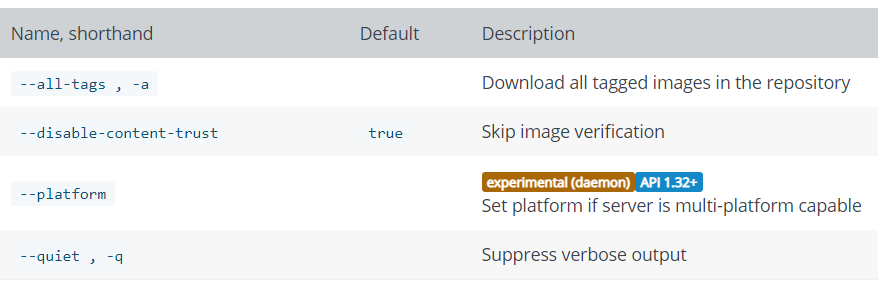 Name, shorthand Default Description
--all-tags , -a Download all tagged images in the repository
--disable-content-trust true Skip image verification
experimental (daemon) API 1.32+
--platform
Set platform if server is multi-platform capable
--quiet , -q Suppress verbose output